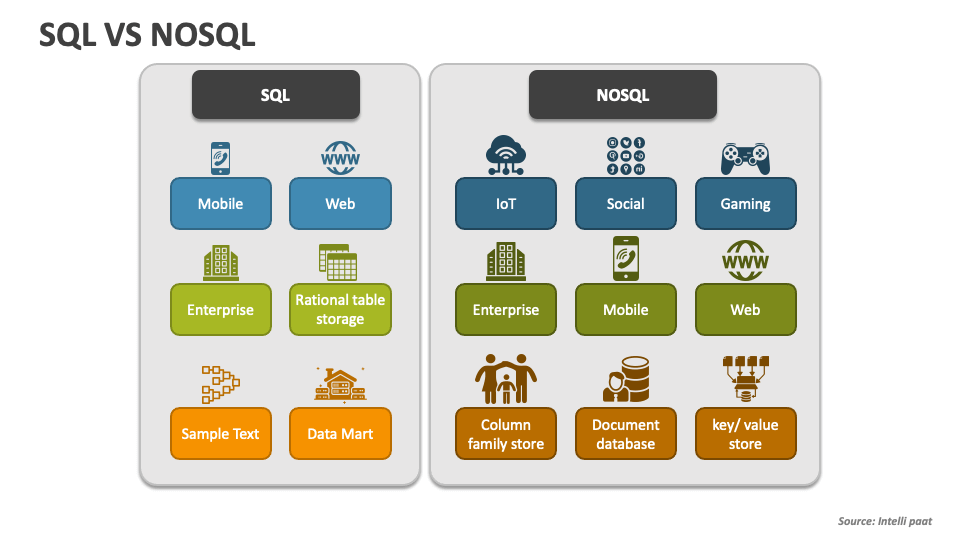 SQL VS NOSQL
SQL
NOSQL
WWW
Mobile
Web
IoT
Social
Gaming
WWW
Enterprise
Rational table
storage
Enterprise
Mobile
Web
Sample Text
Data Mart
Column
family store
Document
database
key/ value
store
Source: Intelli paat